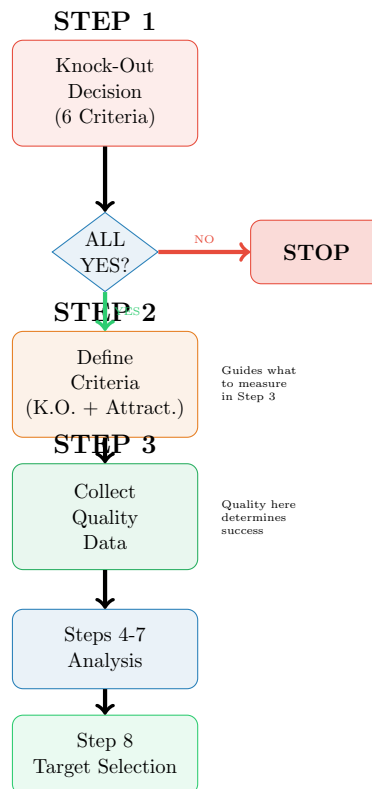 STEP 1
Knock-Out
Decision
(6 Criteria)
ALL
YES?
NO
STOP
YES
STEP 2
Define
Criteria
(K.O. + Attract.)
Guides what
to measure
in Step 3
STEP 3
Collect
Quality
Data
Quality here
determines
success
Steps 4-7
Analysis
Step 8
Target Selection